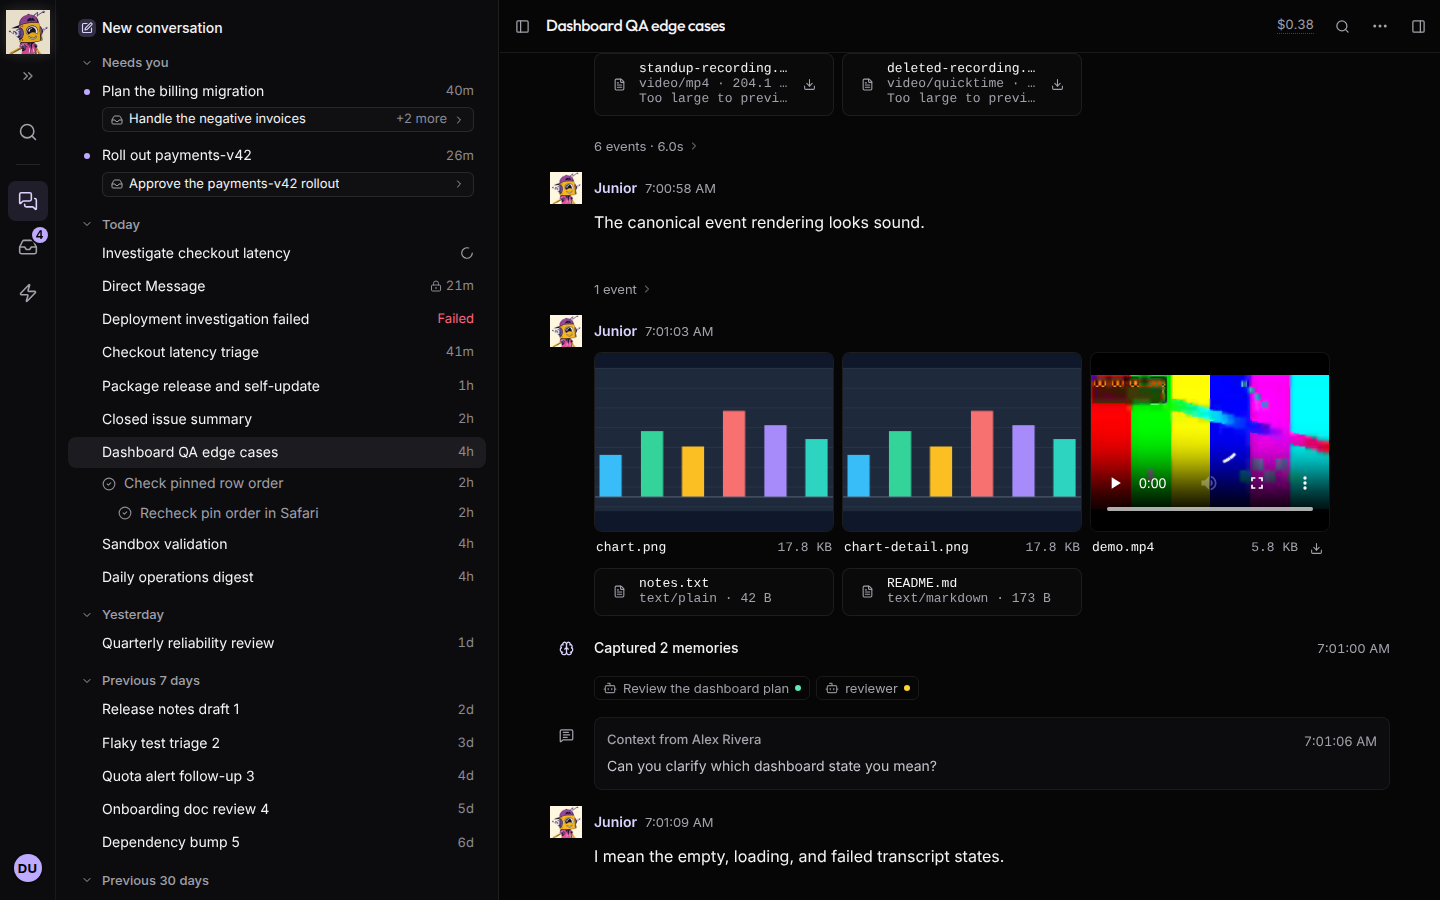 New conversation
Needs you
Plan the billing migration 40m
Handle the negative invoices +2 more
Roll out payments-v42 26m
Approve the payments-v42 rollout
Today
Investigate checkout latency
Direct Message 21m
Deployment investigation failed Failed
Checkout latency triage 41m
Package release and self-update 1h
Closed issue summary 2h
Dashboard QA edge cases 4h
Check pinned row order 2h
Recheck pin order in Safari 2h
Sandbox validation 4h
Daily operations digest 4h
Yesterday
Quarterly reliability review 1d
Previous 7 days
Release notes draft 1 2d
Flaky test triage 2 3d
Quota alert follow-up 3 4d
Onboarding doc review 4 5d
Dependency bump 5 6d
Previous 30 days
4
DU
Dashboard QA edge cases $0.38
standup-recording.… deleted-recording.…
video/mp4 · 204.1 … video/quicktime · …
Too large to previ… Too large to previ…
6 events · 6.0s
Junior 7:00:58 AM
The canonical event rendering looks sound.
1 event
Junior 7:01:03 AM
0:00
chart.png 17.8 KB chart-detail.png 17.8 KB demo.mp4 5.8 KB
notes.txt README.md
text/plain · 42 B text/markdown · 173 B
Captured 2 memories 7:01:00 AM
Review the dashboard plan reviewer
Context from Alex Rivera 7:01:06 AM
Can you clarify which dashboard state you mean?
Junior 7:01:09 AM
I mean the empty, loading, and failed transcript states.